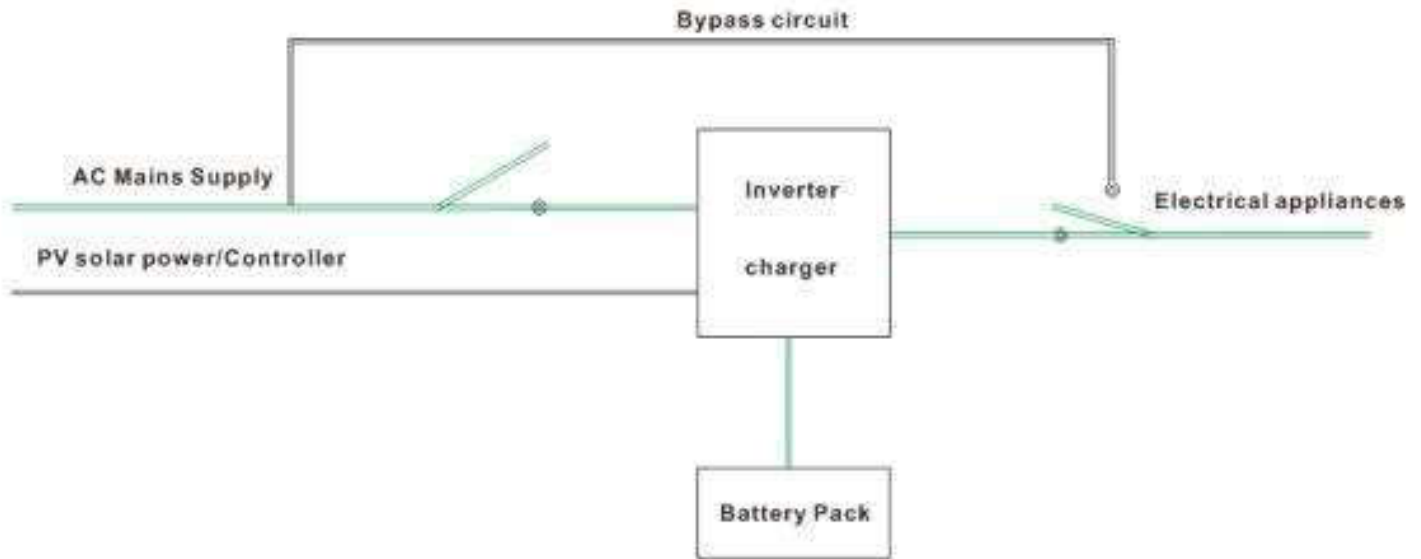 Bypass circuit
AC Mains Supply
Inverter
Electrical appliances
PV solar power/Controller
charger
Battery Pack